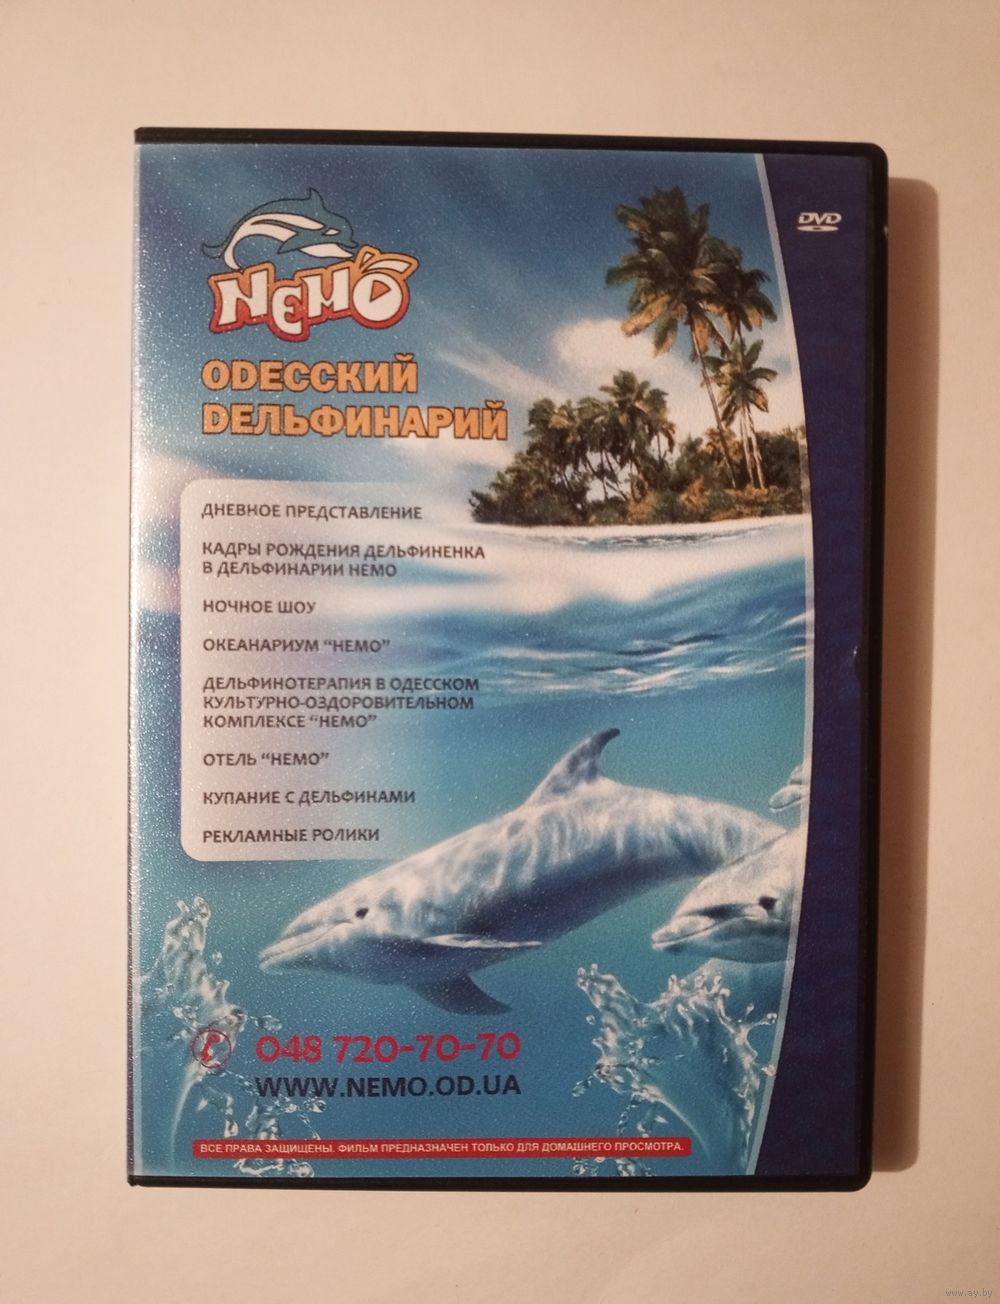 DVD
NEMO
ОDЕССКИЙ
DЕЛЬФИНАРИЙ
ДНЕВНОЕ ПРЕДСТАВЛЕНИЕ
КАДРЫ РОЖДЕНИЯ ДЕЛЬФИНЕНКА
В ДЕЛЬФИНАРИИ НЕМО
НОЧНОЕ ШОУ
ОКЕАНАРИУМ “НЕМО”
ДЕЛЬФИНОТЕРАПИЯ В ОДЕССКОМ
КУЛЬТУРНО-ОЗДОРОВИТЕЛЬНОМ
КОМПЛЕКСЕ “НЕМО”
ОТЕЛЬ “НЕМО”
КУПАНИЕ С ДЕЛЬФИНАМИ
РЕКЛАМНЫЕ РОЛИКИ
048 720-70-70
WWW.NEMO.OD.UA
ВСЕ ПРАВА ЗАЩИЩЕНЫ. ФИЛЬМ ПРЕДНАЗНАЧЕН ТОЛЬКО ДЛЯ ДОМАШНЕГО ПРОСМОТРА.
www.ay.by